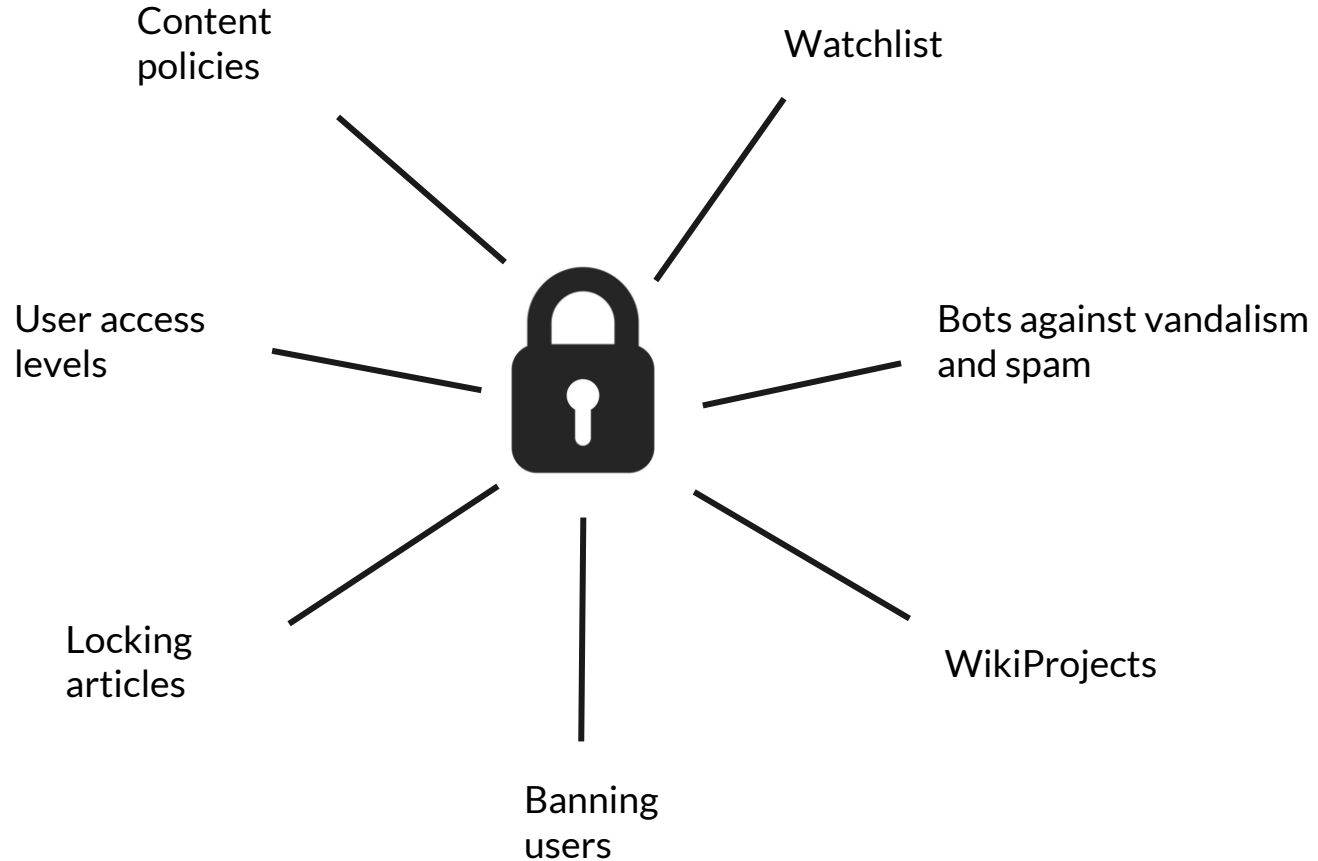 Content
policies
Watchlist
User access
levels
Bots against vandalism
and spam
Locking
articles
WikiProjects
Banning
users